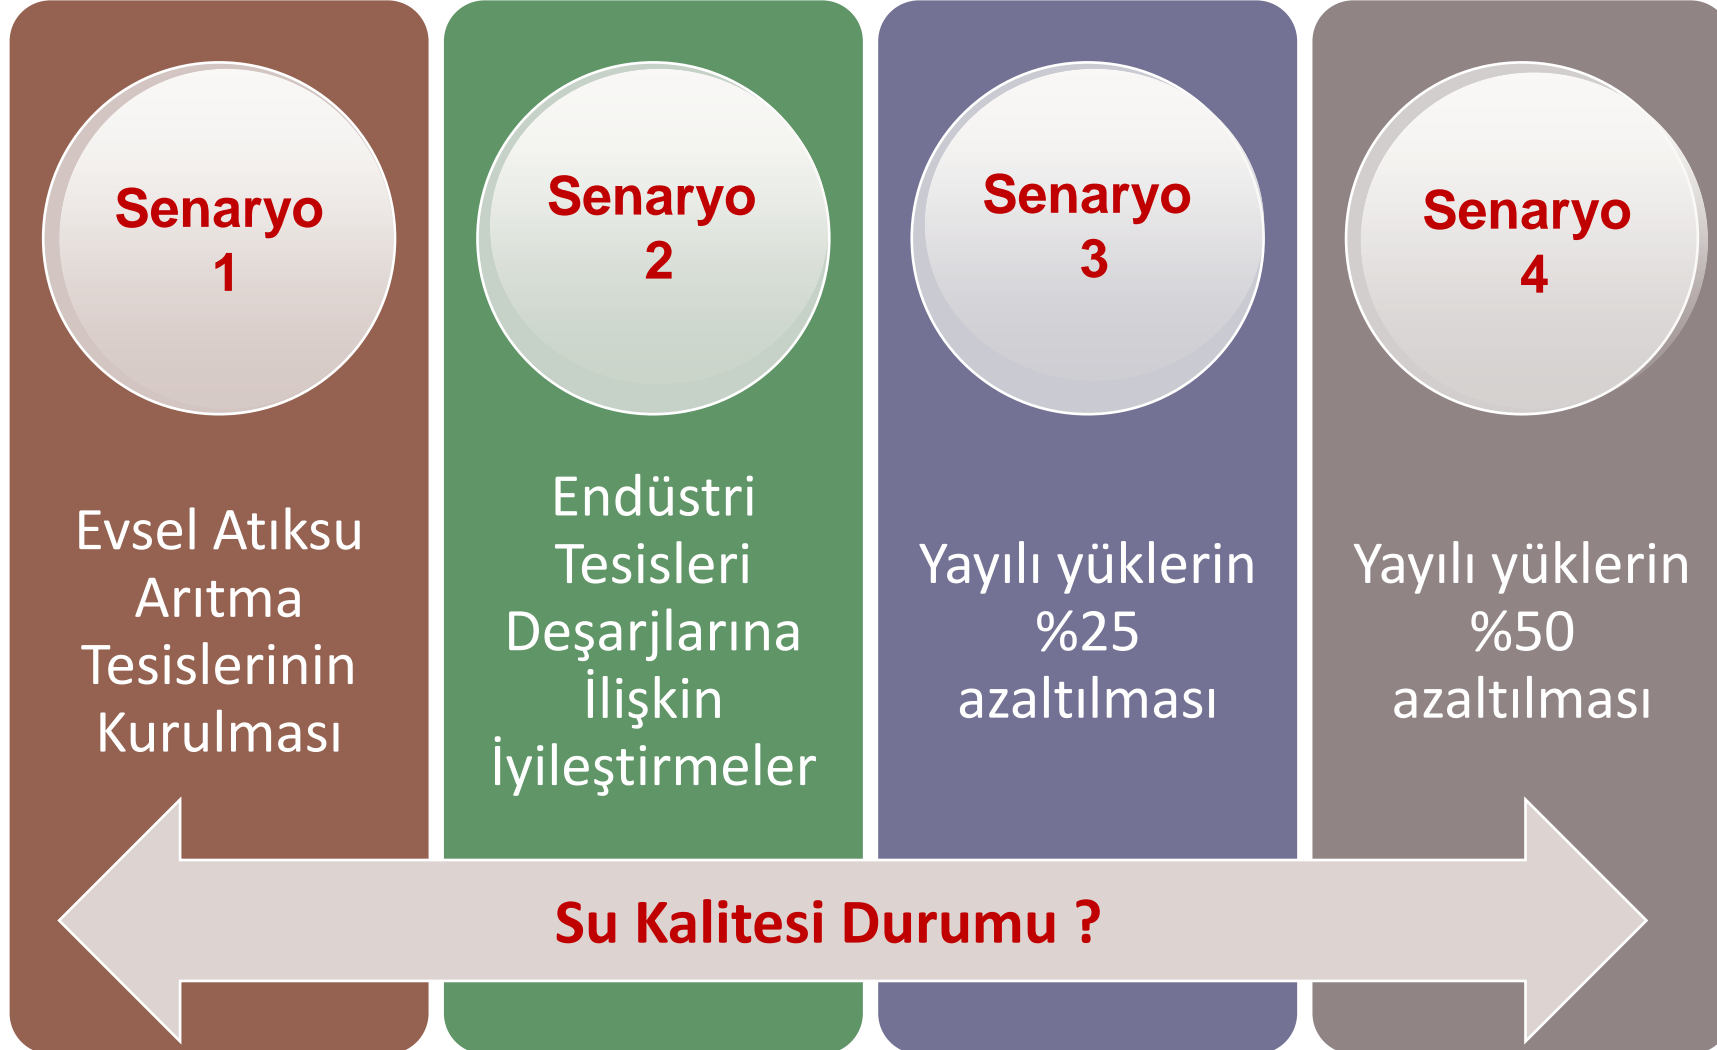 Senaryo
1
Evsel Atıksu
Arıtma
Tesislerinin
Kurulması
Senaryo
2
Endüstri
Tesisleri
Deşarjlarına
İlişkin
İyileştirmeler
Senaryo
3
Yayılı yüklerin
%25
azaltılması
Senaryo
4
Yayılı yüklerin
%50
azaltılması
Su Kalitesi Durumu ?